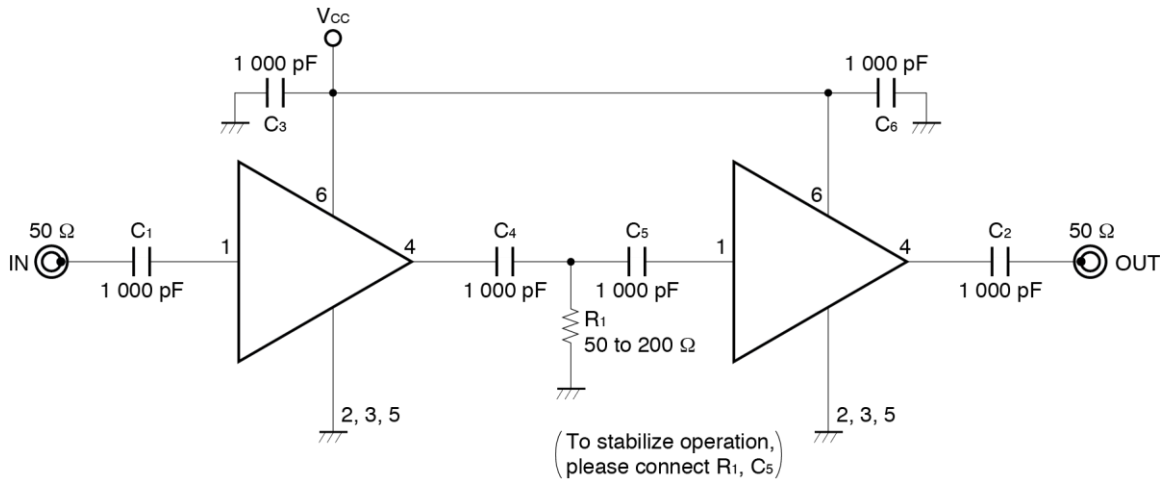 VCC
1 000 pF
C3
1 000 pF
C6
6
6
50 Ω
IN
C1
1 000 pF
1
4
C4
1 000 pF
C5
1 000 pF
1
4
C2
1 000 pF
50 Ω
OUT
R1
50 to 200 Ω
2, 3, 5
2, 3, 5
(To stabilize operation,
please connect R1, C5)